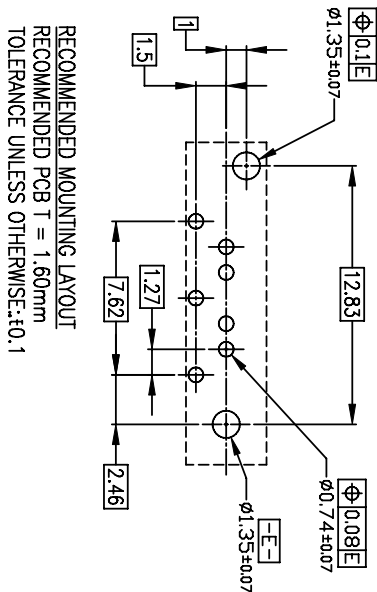 ⌖ 0.1 E
Ø1.35±0.07
1
1.5
12.83
⌖ 0.08 E
Ø0.74±0.07
-E-
Ø1.35±0.07
1.27
7.62
2.46
RECOMMENDED MOUNTING LAYOUT
RECOMMENDED PCB T = 1.60mm
TOLERANCE UNLESS OTHERWISE:±0.1